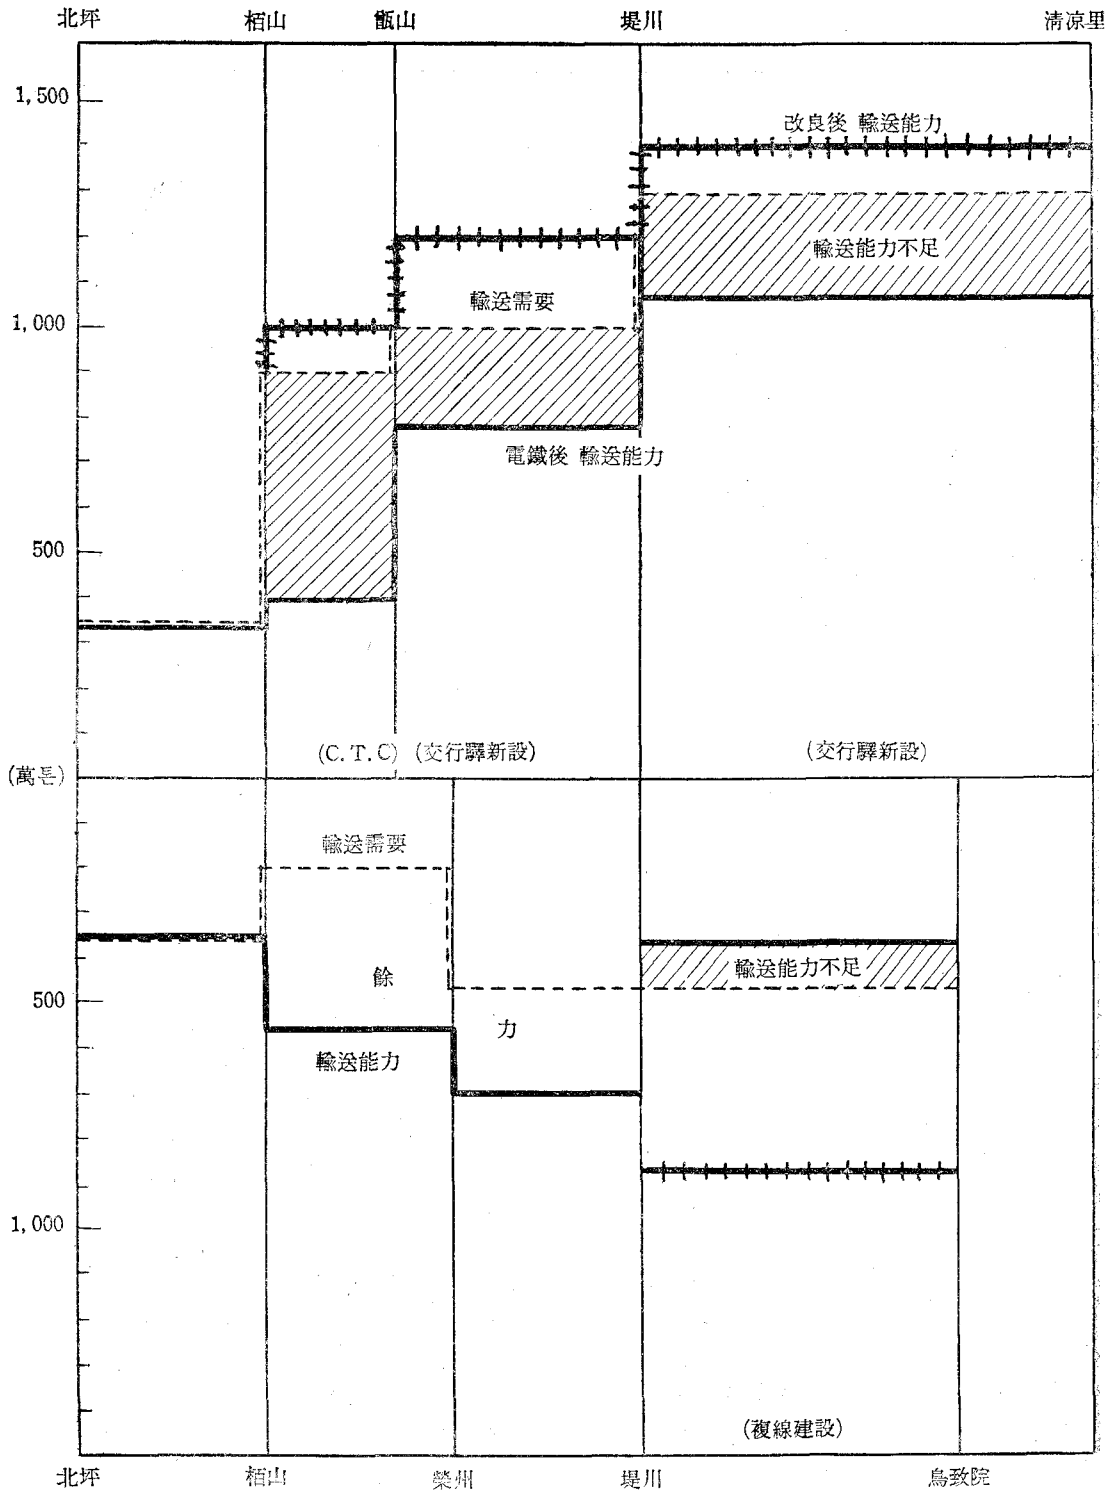 北坪 栢山 甑山 堤川 淸凉里
1,500
改良後 輸送能力
輸送能力不足
輸送需要
1,000
電鐵後 輸送能力
500
(C.T.C) (交行驛新設) (交行驛新設)
(萬톤)
輸送需要
輸送能力不足
餘
500
力
輸送能力
1,000
(複線建設)
北坪 栢山 榮州 堤川 鳥致院